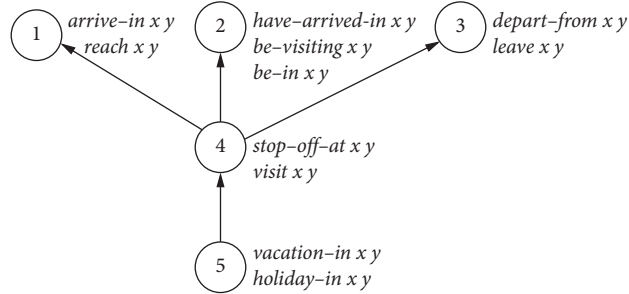 1 arrive–in x y
reach x y
2 have–arrived-in x y
be–visiting x y
be–in x y
3 depart–from x y
leave x y
4 stop–off–at x y
visit x y
5 vacation–in x y
holiday–in x y